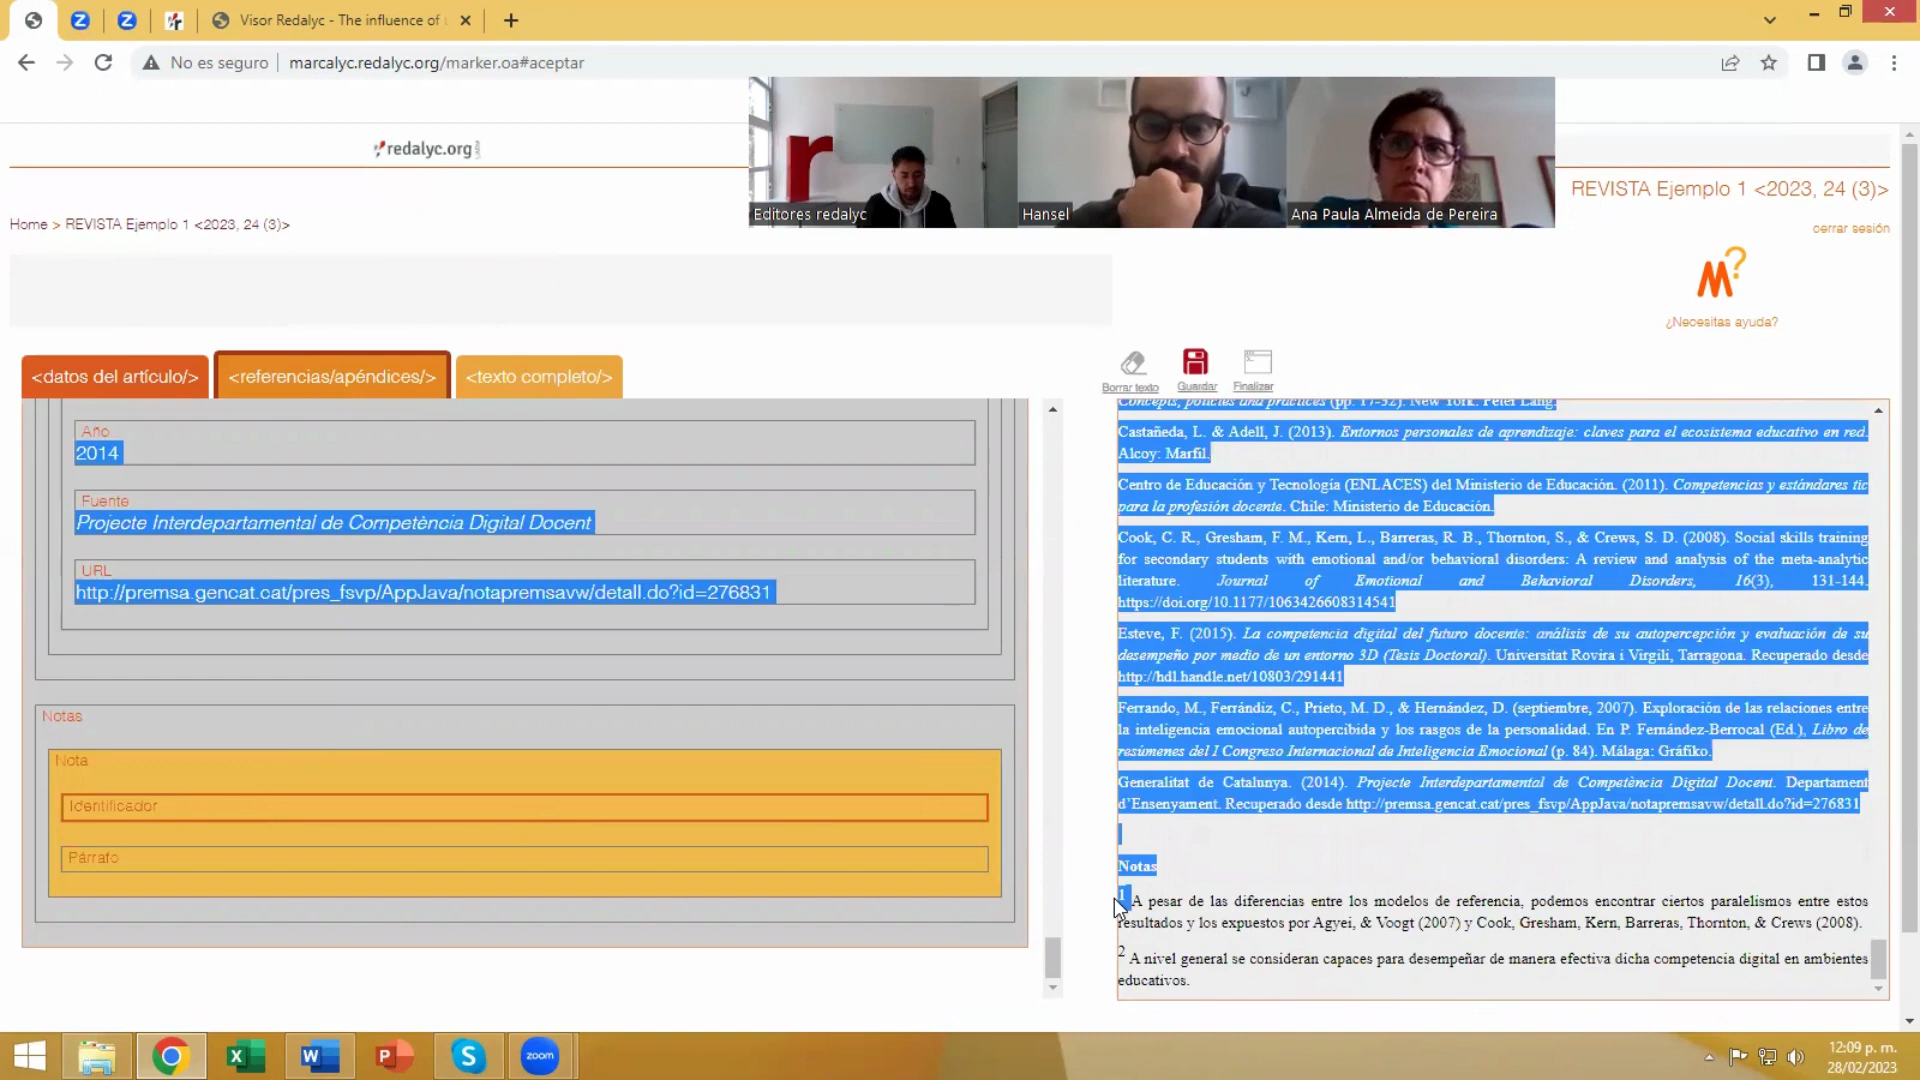 Visor Redalyc - The influence of
No es seguro
marcalyc.redalyc.org/marker.oa#aceptar
redalyc.org
Editores redalyc
Hansel
Ana Paula Almeida de Pereira
REVISTA Ejemplo 1 <2023, 24 (3)>
Home > REVISTA Ejemplo 1 <2023, 24 (3)>
cerrar sesión
M?
¿Necesitas ayuda?
<datos del artículo/>
<referencias/apéndices/>
<texto completo/>
Borrar texto
Guardar
Finalizar
Año
2014
Fuente
Projecte Interdepartamental de Competència Digital Docent
URL
http://premsa.gencat.cat/pres_fsvp/AppJava/notapremsavw/detall.do?id=276831
Notas
Nota
Identificador
Párrafo
Concepts, policies and practices (pp. 17-32). New York: Peter Lang.
Castañeda, L. & Adell, J. (2013). Entornos personales de aprendizaje: claves para el ecosistema educativo en red.
Alcoy: Marfil.
Centro de Educación y Tecnología (ENLACES) del Ministerio de Educación. (2011). Competencias y estándares tic
para la profesión docente. Chile: Ministerio de Educación.
Cook, C. R., Gresham, F. M., Kern, L., Barreras, R. B., Thornton, S., & Crews, S. D. (2008). Social skills training
for secondary students with emotional and/or behavioral disorders: A review and analysis of the meta-analytic
literature. Journal of Emotional and Behavioral Disorders, 16(3), 131-144.
https://doi.org/10.1177/1063426608314541
Esteve, F. (2015). La competencia digital del futuro docente: análisis de su autopercepción y evaluación de su
desempeño por medio de un entorno 3D (Tesis Doctoral). Universitat Rovira i Virgili, Tarragona. Recuperado desde
http://hdl.handle.net/10803/291441
Ferrando, M., Ferrándiz, C., Prieto, M. D., & Hernández, D. (septiembre, 2007). Exploración de las relaciones entre
la inteligencia emocional autopercibida y los rasgos de la personalidad. En P. Fernández-Berrocal (Ed.), Libro de
resúmenes del I Congreso Internacional de Inteligencia Emocional (p. 84). Málaga: Gráfiko.
Generalitat de Catalunya. (2014). Projecte Interdepartamental de Competència Digital Docent. Departament
d’Ensenyament. Recuperado desde http://premsa.gencat.cat/pres_fsvp/AppJava/notapremsavw/detall.do?id=276831
Notas
1 A pesar de las diferencias entre los modelos de referencia, podemos encontrar ciertos paralelismos entre estos
resultados y los expuestos por Agyei, & Voogt (2007) y Cook, Gresham, Kern, Barreras, Thornton, & Crews (2008).
2 A nivel general se consideran capaces para desempeñar de manera efectiva dicha competencia digital en ambientes
educativos.
zoom
12:09 p. m.
28/02/2023